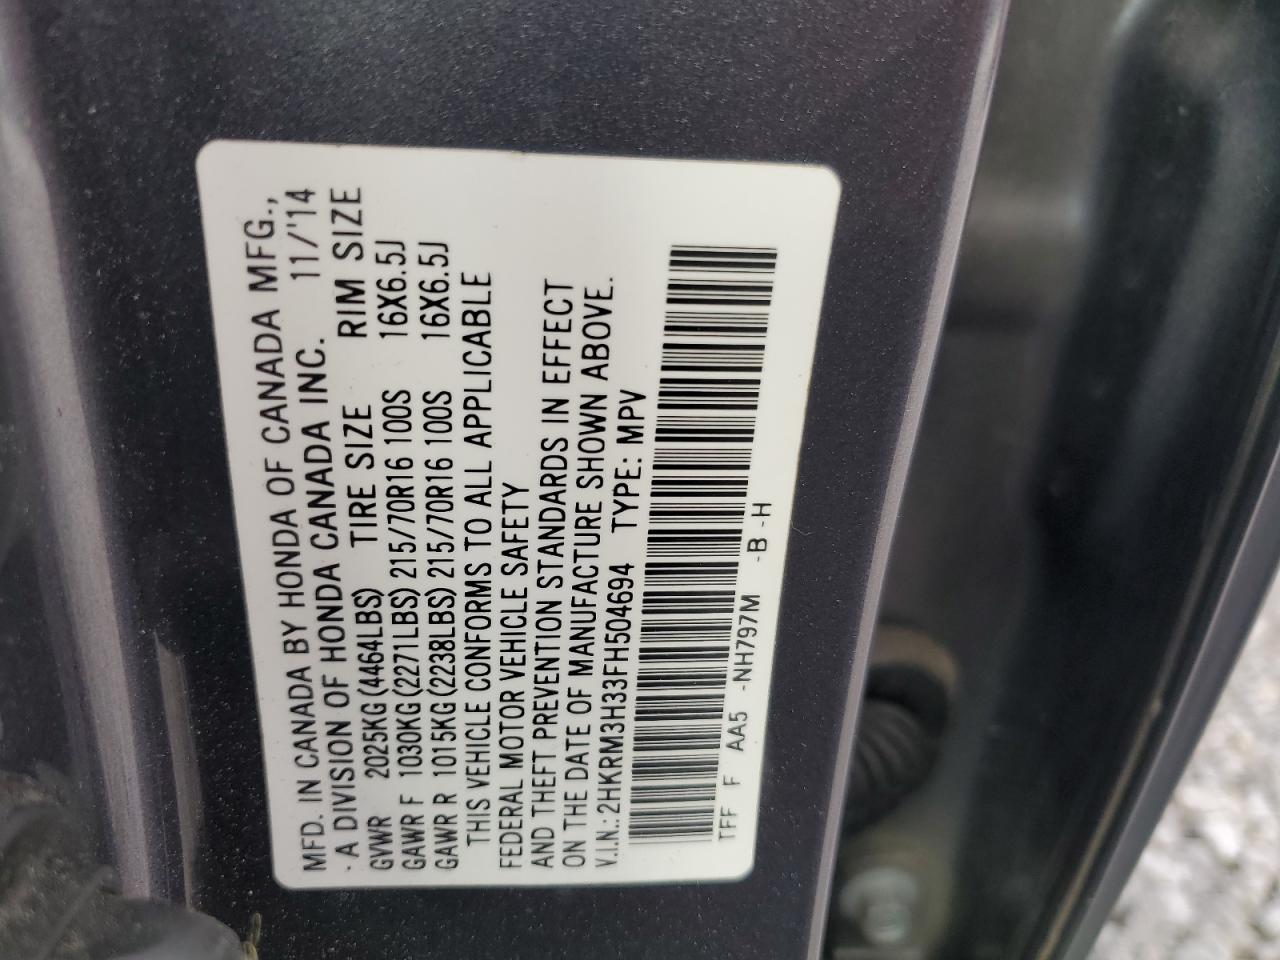 MFD. IN CANADA BY HONDA OF CANADA MFG.,
· A DIVISION OF HONDA CANADA INC. 11/'14
GVWR 2025KG(4464LBS) TIRE SIZE RIM SIZE
GAWR F 1030KG(2271LBS) 215/70R16 100S 16X6.5J
GAWR R 1015KG(2238LBS) 215/70R16 100S 16X6.5J
THIS VEHICLE CONFORMS TO ALL APPLICABLE
FEDERAL MOTOR VEHICLE SAFETY
AND THEFT PREVENTION STANDARDS IN EFFECT
ON THE DATE OF MANUFACTURE SHOWN ABOVE.
V.I.N.: 2HKRM3H33FH504694 TYPE: MPV
TFF F AA5 -NH797M -B -H